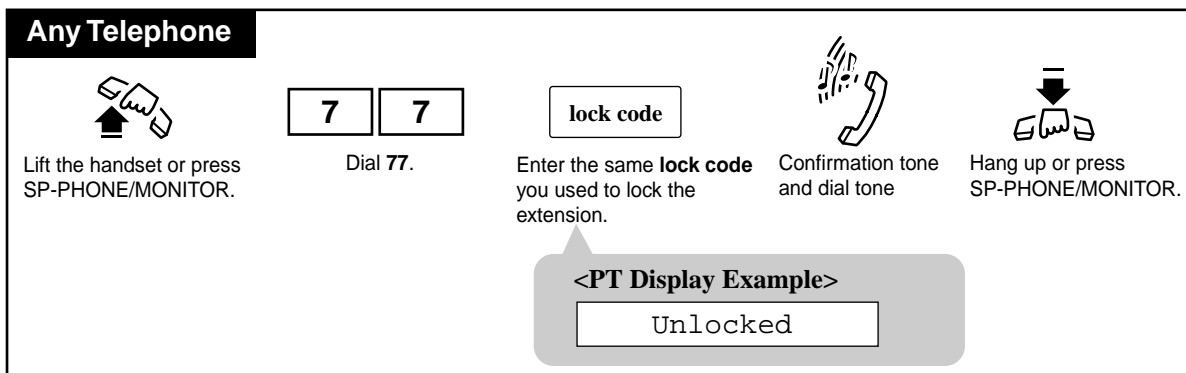 Any Telephone
7 7
lock code
Lift the handset or press
SP-PHONE/MONITOR.
Dial 77.
Enter the same lock code
you used to lock the
extension.
Confirmation tone
and dial tone
Hang up or press
SP-PHONE/MONITOR.
<PT Display Example>
Unlocked